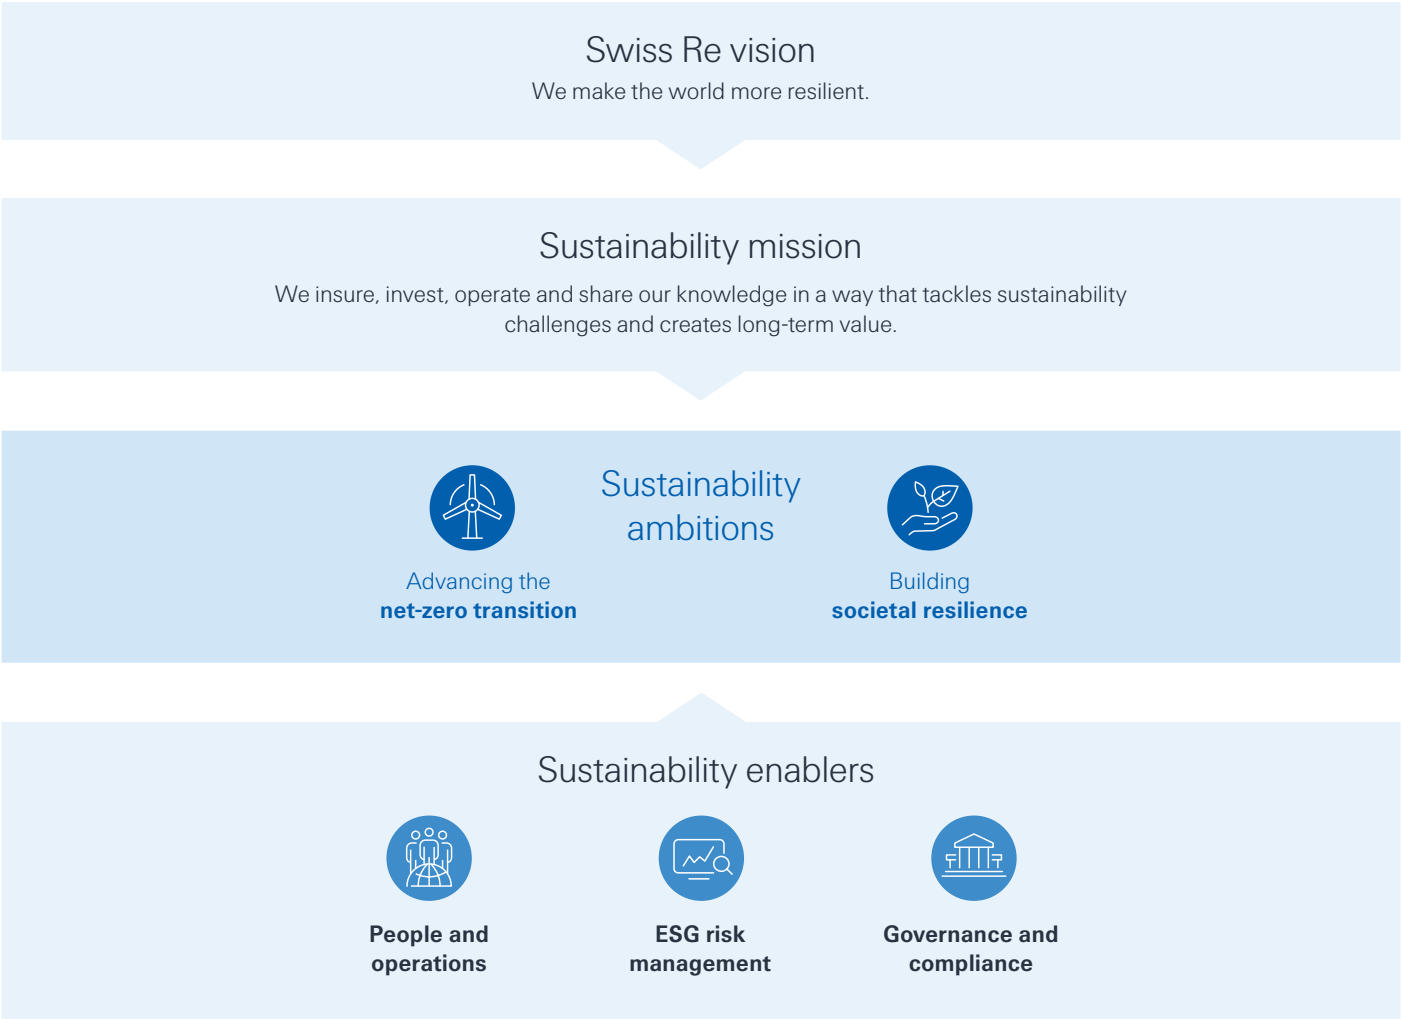 Swiss Re vision
We make the world more resilient.
Sustainability mission
We insure, invest, operate and share our knowledge in a way that tackles sustainability
challenges and creates long-term value.
Sustainability
ambitions
Advancing the
net-zero transition
Building
societal resilience
Sustainability enablers
People and
operations
ESG risk
management
Governance and
compliance